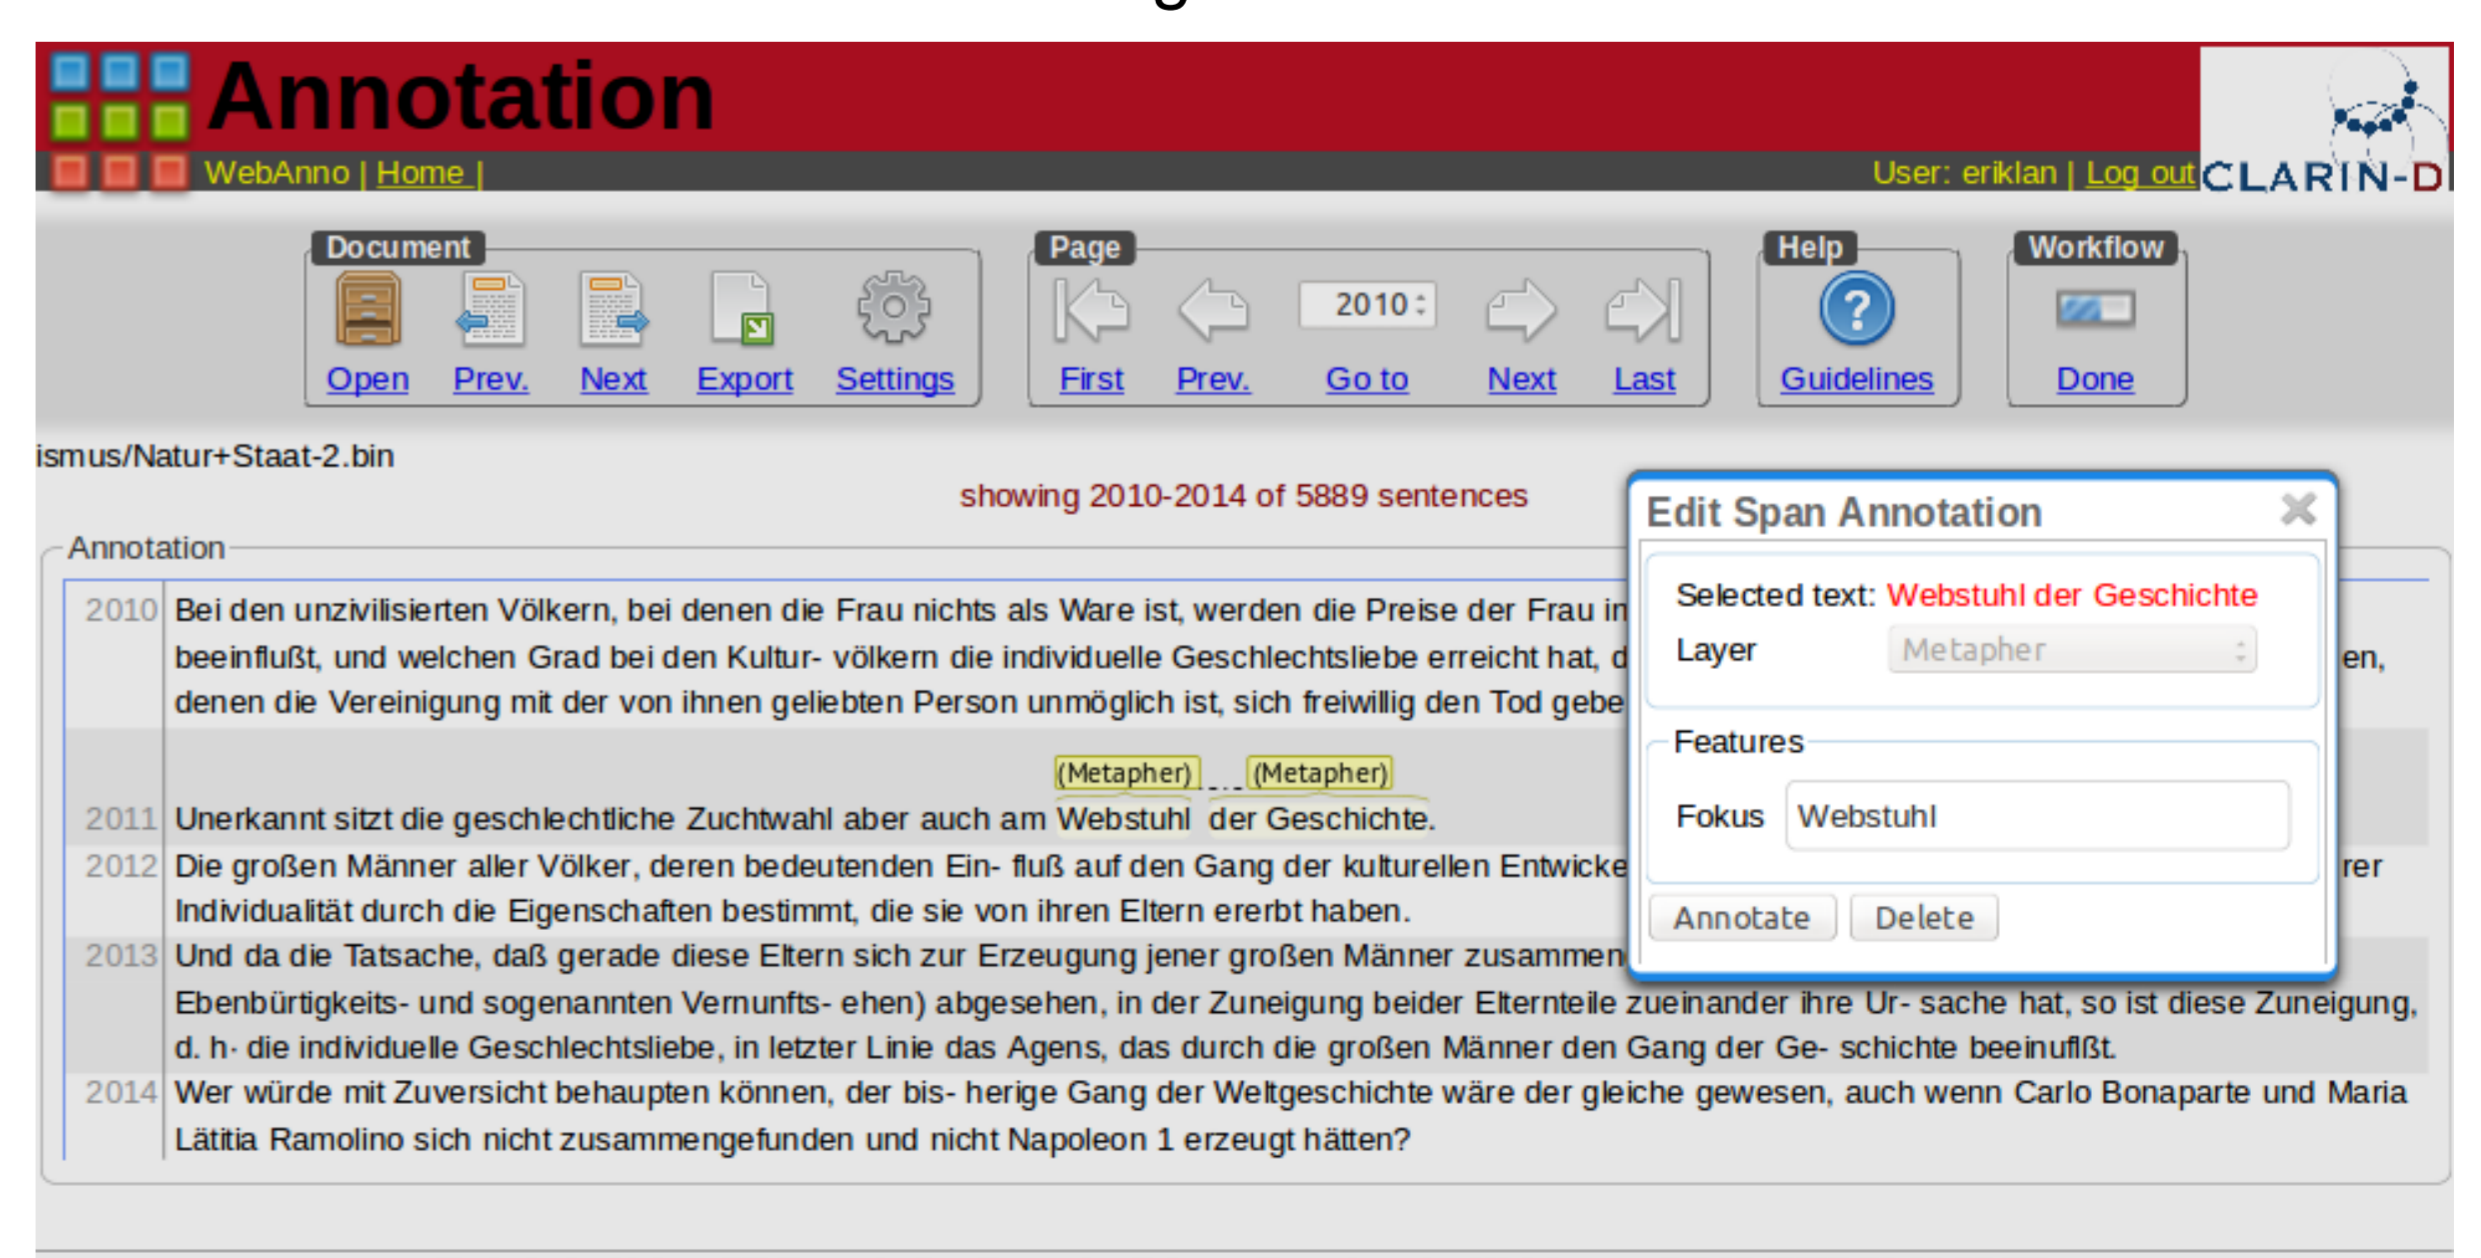 Annotation
WebAnno | Home |
User: eriklan | Log out
CLARIN-D
Document
Page
Help
Workflow
2010
Open Prev. Next Export Settings
First Prev. Go to Next Last
Guidelines
Done
ismus/Natur+Staat-2.bin
showing 2010-2014 of 5889 sentences
Annotation
2010 Bei den unzivilisierten Völkern, bei denen die Frau nichts als Ware ist, werden die Preise der Frau in
beeinflußt, und welchen Grad bei den Kultur- völkern die individuelle Geschlechtsliebe erreicht hat, d en,
denen die Vereinigung mit der von ihnen geliebten Person unmöglich ist, sich freiwillig den Tod gebe
(Metapher) (Metapher)
2011 Unerkannt sitzt die geschlechtliche Zuchtwahl aber auch am Webstuhl der Geschichte.
2012 Die großen Männer aller Völker, deren bedeutenden Ein- fluß auf den Gang der kulturellen Entwicke rer
Individualität durch die Eigenschaften bestimmt, die sie von ihren Eltern ererbt haben.
2013 Und da die Tatsache, daß gerade diese Eltern sich zur Erzeugung jener großen Männer zusammen
Ebenbürtigkeits- und sogenannten Vernunfts- ehen) abgesehen, in der Zuneigung beider Elternteile zueinander ihre Ur- sache hat, so ist diese Zuneigung,
d. h· die individuelle Geschlechtsliebe, in letzter Linie das Agens, das durch die großen Männer den Gang der Ge- schichte beeinuflßt.
2014 Wer würde mit Zuversicht behaupten können, der bis- herige Gang der Weltgeschichte wäre der gleiche gewesen, auch wenn Carlo Bonaparte und Maria
Lätitia Ramolino sich nicht zusammengefunden und nicht Napoleon 1 erzeugt hätten?
Edit Span Annotation
Selected text: Webstuhl der Geschichte
Layer Metapher
Features
Fokus Webstuhl
Annotate Delete